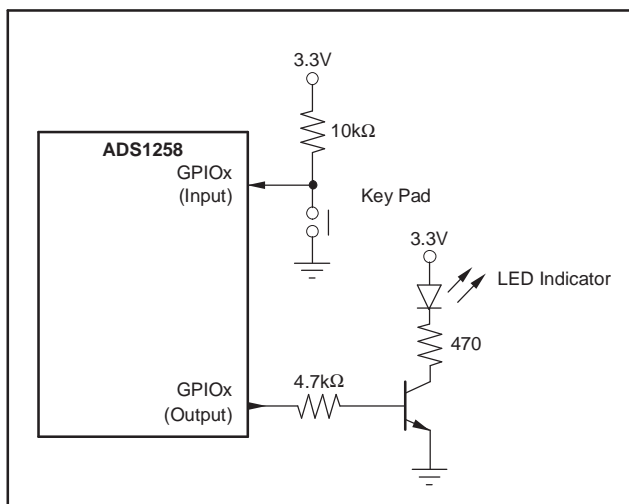 3.3V
10kΩ
ADS1258
GPIOx
(Input)
Key Pad
3.3V
LED Indicator
470
GPIOx
(Output)
4.7kΩ